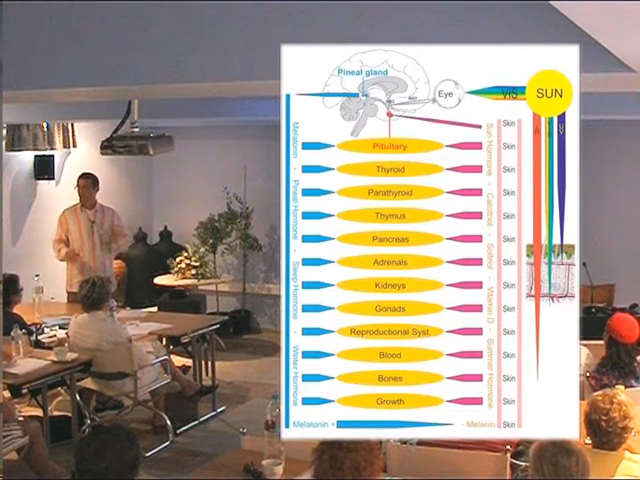 Pineal gland
Eye
VIS
SUN
Skin
Pituitary
Skin
Thyroid
Skin
Parathyroid
Skin
Thymus
Skin
Pancreas
Skin
Adrenals
Skin
Kidneys
Skin
Gonads
Skin
Reproductional Syst.
Skin
Blood
Skin
Bones
Skin
Growth
Skin
Melatonin + - Melanin
Skin
Melatonin - Pineal Hormone - Sleep Hormone - Winter Hormone
Sun Hormone - Calcitriol - Soltriol - Vitamin D - Summer Hormone